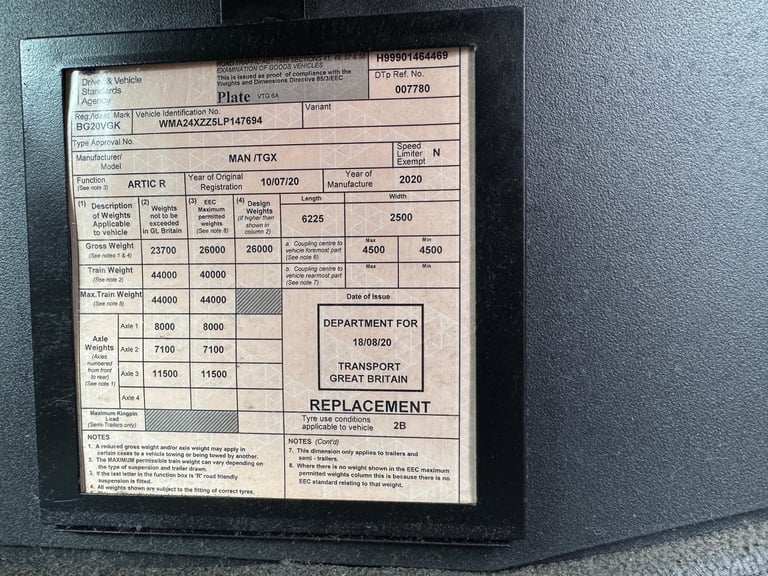 ROAD TRAFFIC ACT 1988 SECTIONS 41, 49, 57 & 58
EXAMINATION OF GOODS VEHICLES
This is issued as proof of compliance with the
Weights and Dimensions Directive 85/3/EEC
Plate VTG 6A
Driver & Vehicle
Standards
Agency
H99901464469
DTp Ref. No.
007780
Reg./Ident. Mark
BG20VGK
Vehicle Identification No.
WMA24XZZ5LP147694
Variant
Type Approval No.
Manufacturer/
Model
MAN /TGX
Speed
Limiter
Exempt
N
Function
(See note 3)
ARTIC R
Year of Original
Registration
10/07/20
Year of
Manufacture
2020
(1) Description
of Weights
Applicable
to vehicle
(2) Weights
not to be
exceeded
in Gt. Britain
(3) EEC
Maximum
permitted
weights
(See note 8)
(4) Design
Weights
(if higher than
shown in
column 2)
Length
6225
Width
2500
Gross Weight
(See notes 1 & 4)
23700 26000 26000
a. Coupling centre to
vehicle foremost part
(See note 6)
Max
4500
Min
4500
Train Weight
(See note 2)
44000 40000
b. Coupling centre to
vehicle rearmost part
(See note 7)
Max
Min
Max.Train Weight
(See note 5)
44000 44000
Axle
Weights
(Axles
numbered
from front
to rear)
(See note 1)
Axle 1 8000 8000
Axle 2 7100 7100
Axle 3 11500 11500
Axle 4
Maximum Kingpin
Load
(Semi-Trailers only)
Date of Issue
DEPARTMENT FOR
18/08/20
TRANSPORT
GREAT BRITAIN
REPLACEMENT
Tyre use conditions
applicable to vehicle 2B
NOTES
1. A reduced gross weight and/or axle weight may apply in
certain cases to a vehicle towing or being towed by another.
2. The MAXIMUM permissible train weight can vary depending on
the type of suspension and trailer drawn.
3. If the last letter in the function box is 'R' road friendly
suspension is fitted.
4. All weights shown are subject to the fitting of correct tyres.
NOTES (Cont'd)
7. This dimension only applies to trailers and
semi - trailers.
8. Where there is no weight shown in the EEC maximum
permitted weights column this is because there is no
EEC standard relating to that weight.